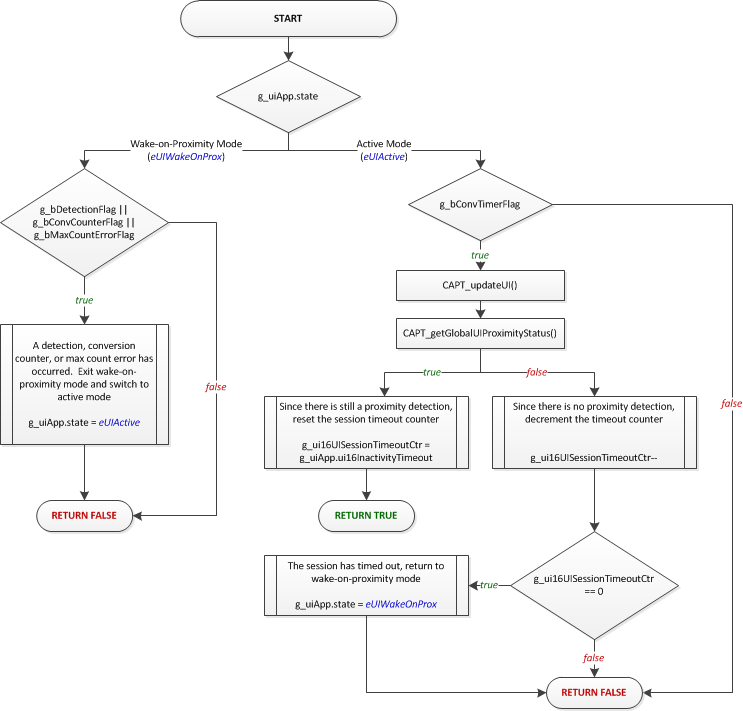 START
g_uiApp.state
Wake-on-Proximity Mode
(eUIWakeOnProx)
Active Mode
(eUIActive)
g_bDetectionFlag ||
g_bConvCounterFlag ||
g_bMaxCountErrorFlag
g_bConvTimerFlag
true
CAPT_updateUI()
true
CAPT_getGlobalUIProximityStatus()
A detection, conversion
counter, or max count error has
occurred. Exit wake-on-
proximity mode and switch to
active mode
g_uiApp.state = eUIActive
false
true
false
false
Since there is still a proximity detection,
reset the session timeout counter
g_ui16UISessionTimeoutCtr =
g_uiApp.ui16InactivityTimeout
Since there is no proximity detection,
decrement the timeout counter
g_ui16UISessionTimeoutCtr--
RETURN FALSE
RETURN TRUE
The session has timed out, return to
wake-on-proximity mode
g_uiApp.state = eUIWakeOnProx
true
g_ui16UISessionTimeoutCtr
== 0
false
RETURN FALSE